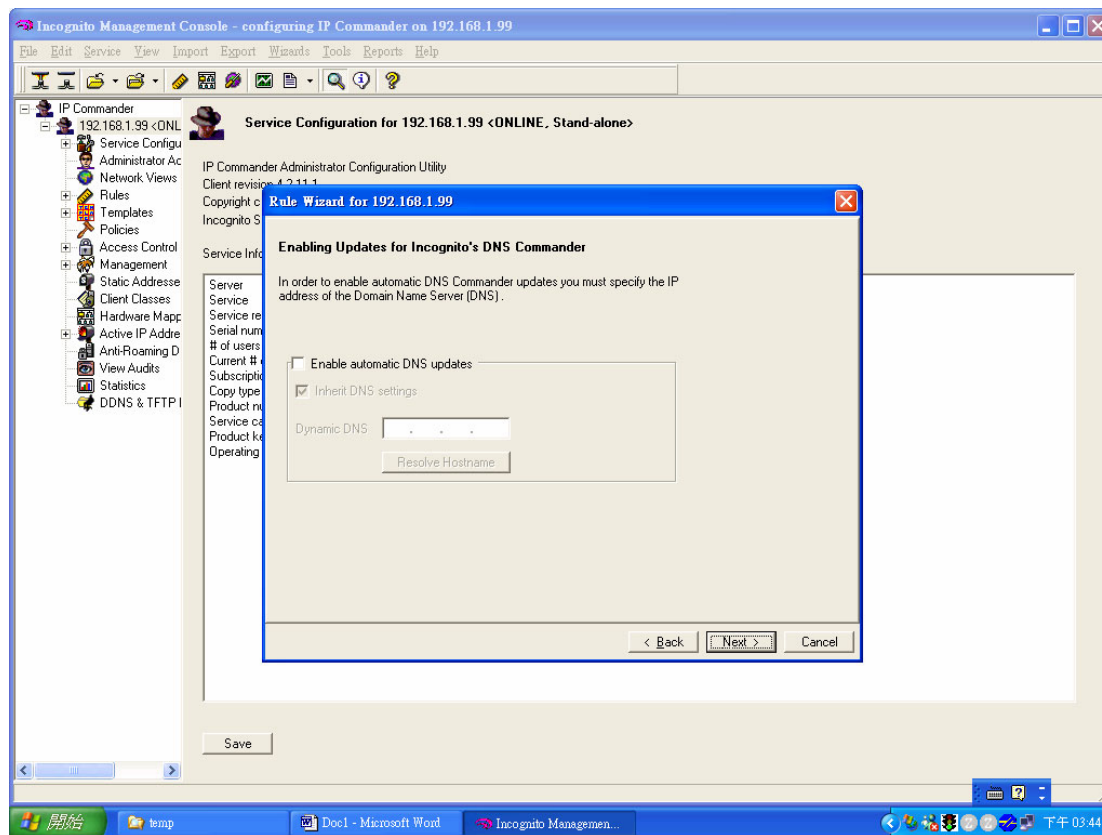 Incognito Management Console - configuring IP Commander on 192.168.1.99
File Edit Service View Import Export Wizards Tools Reports Help
IP Commander
192.168.1.99 <ONL
Service Configu
Administrator Ac
Network Views
Rules
Templates
Policies
Access Control
Management
Static Addresse
Client Classes
Hardware Mapp
Active IP Addre
Anti-Roaming D
View Audits
Statistics
DDNS & TFTP
Service Configuration for 192.168.1.99 <ONLINE, Stand-alone>
IP Commander Administrator Configuration Utility
Client revision 4.2.11.1
Copyright c
Incognito S
Service Info
Server
Service
Service re
Serial num
# of users
Current #
Subscriptio
Copy type
Product nu
Service ca
Product ke
Operating
Rule Wizard for 192.168.1.99
Enabling Updates for Incognito's DNS Commander
In order to enable automatic DNS Commander updates you must specify the IP
address of the Domain Name Server (DNS) .
Enable automatic DNS updates
Inherit DNS settings
Dynamic DNS . . .
Resolve Hostname
< Back Next > Cancel
Save
開始 temp Doc1 - Microsoft Word Incognito Managemen... 下午 03:44